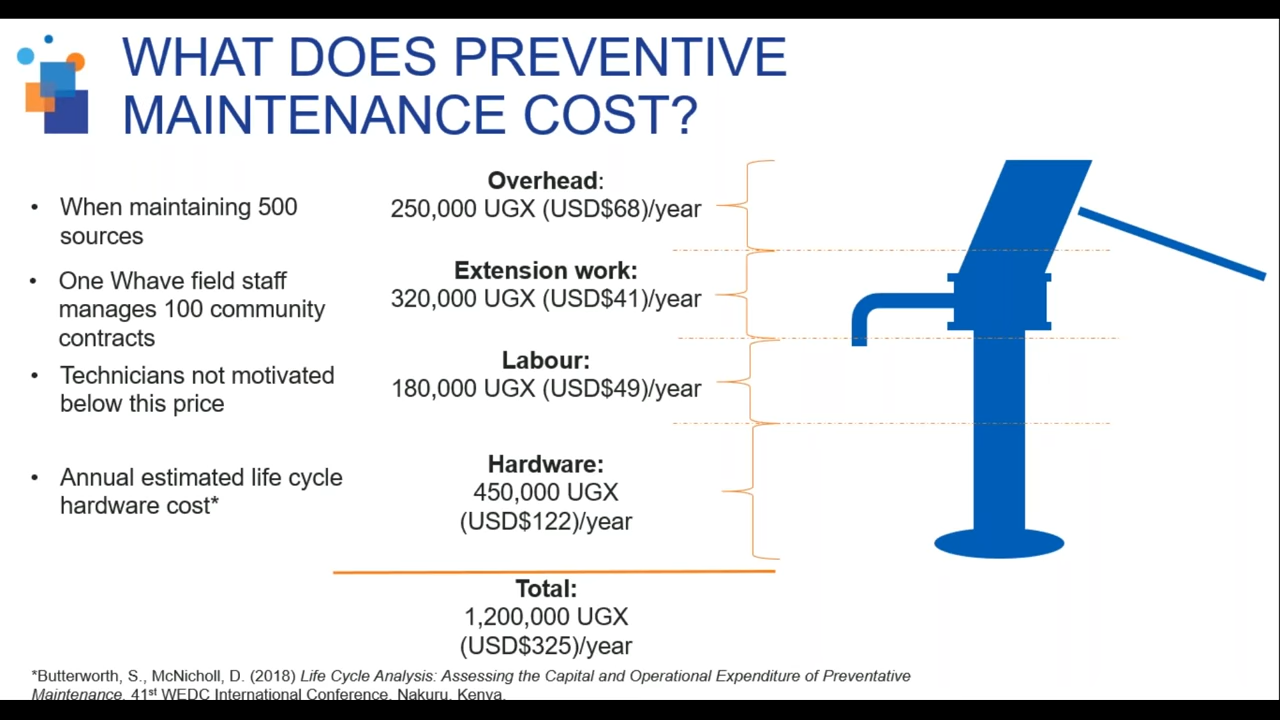 WHAT DOES PREVENTIVE
MAINTENANCE COST?
• When maintaining 500
sources
• One Whave field staff
manages 100 community
contracts
• Technicians not motivated
below this price
• Annual estimated life cycle
hardware cost*
Overhead:
250,000 UGX (USD$68)/year
Extension work:
320,000 UGX (USD$41)/year
Labour:
180,000 UGX (USD$49)/year
Hardware:
450,000 UGX
(USD$122)/year
Total:
1,200,000 UGX
(USD$325)/year
*Butterworth, S., McNicholl, D. (2018) Life Cycle Analysis: Assessing the Capital and Operational Expenditure of Preventative
Maintenance. 41st WEDC International Conference, Nakuru, Kenya.